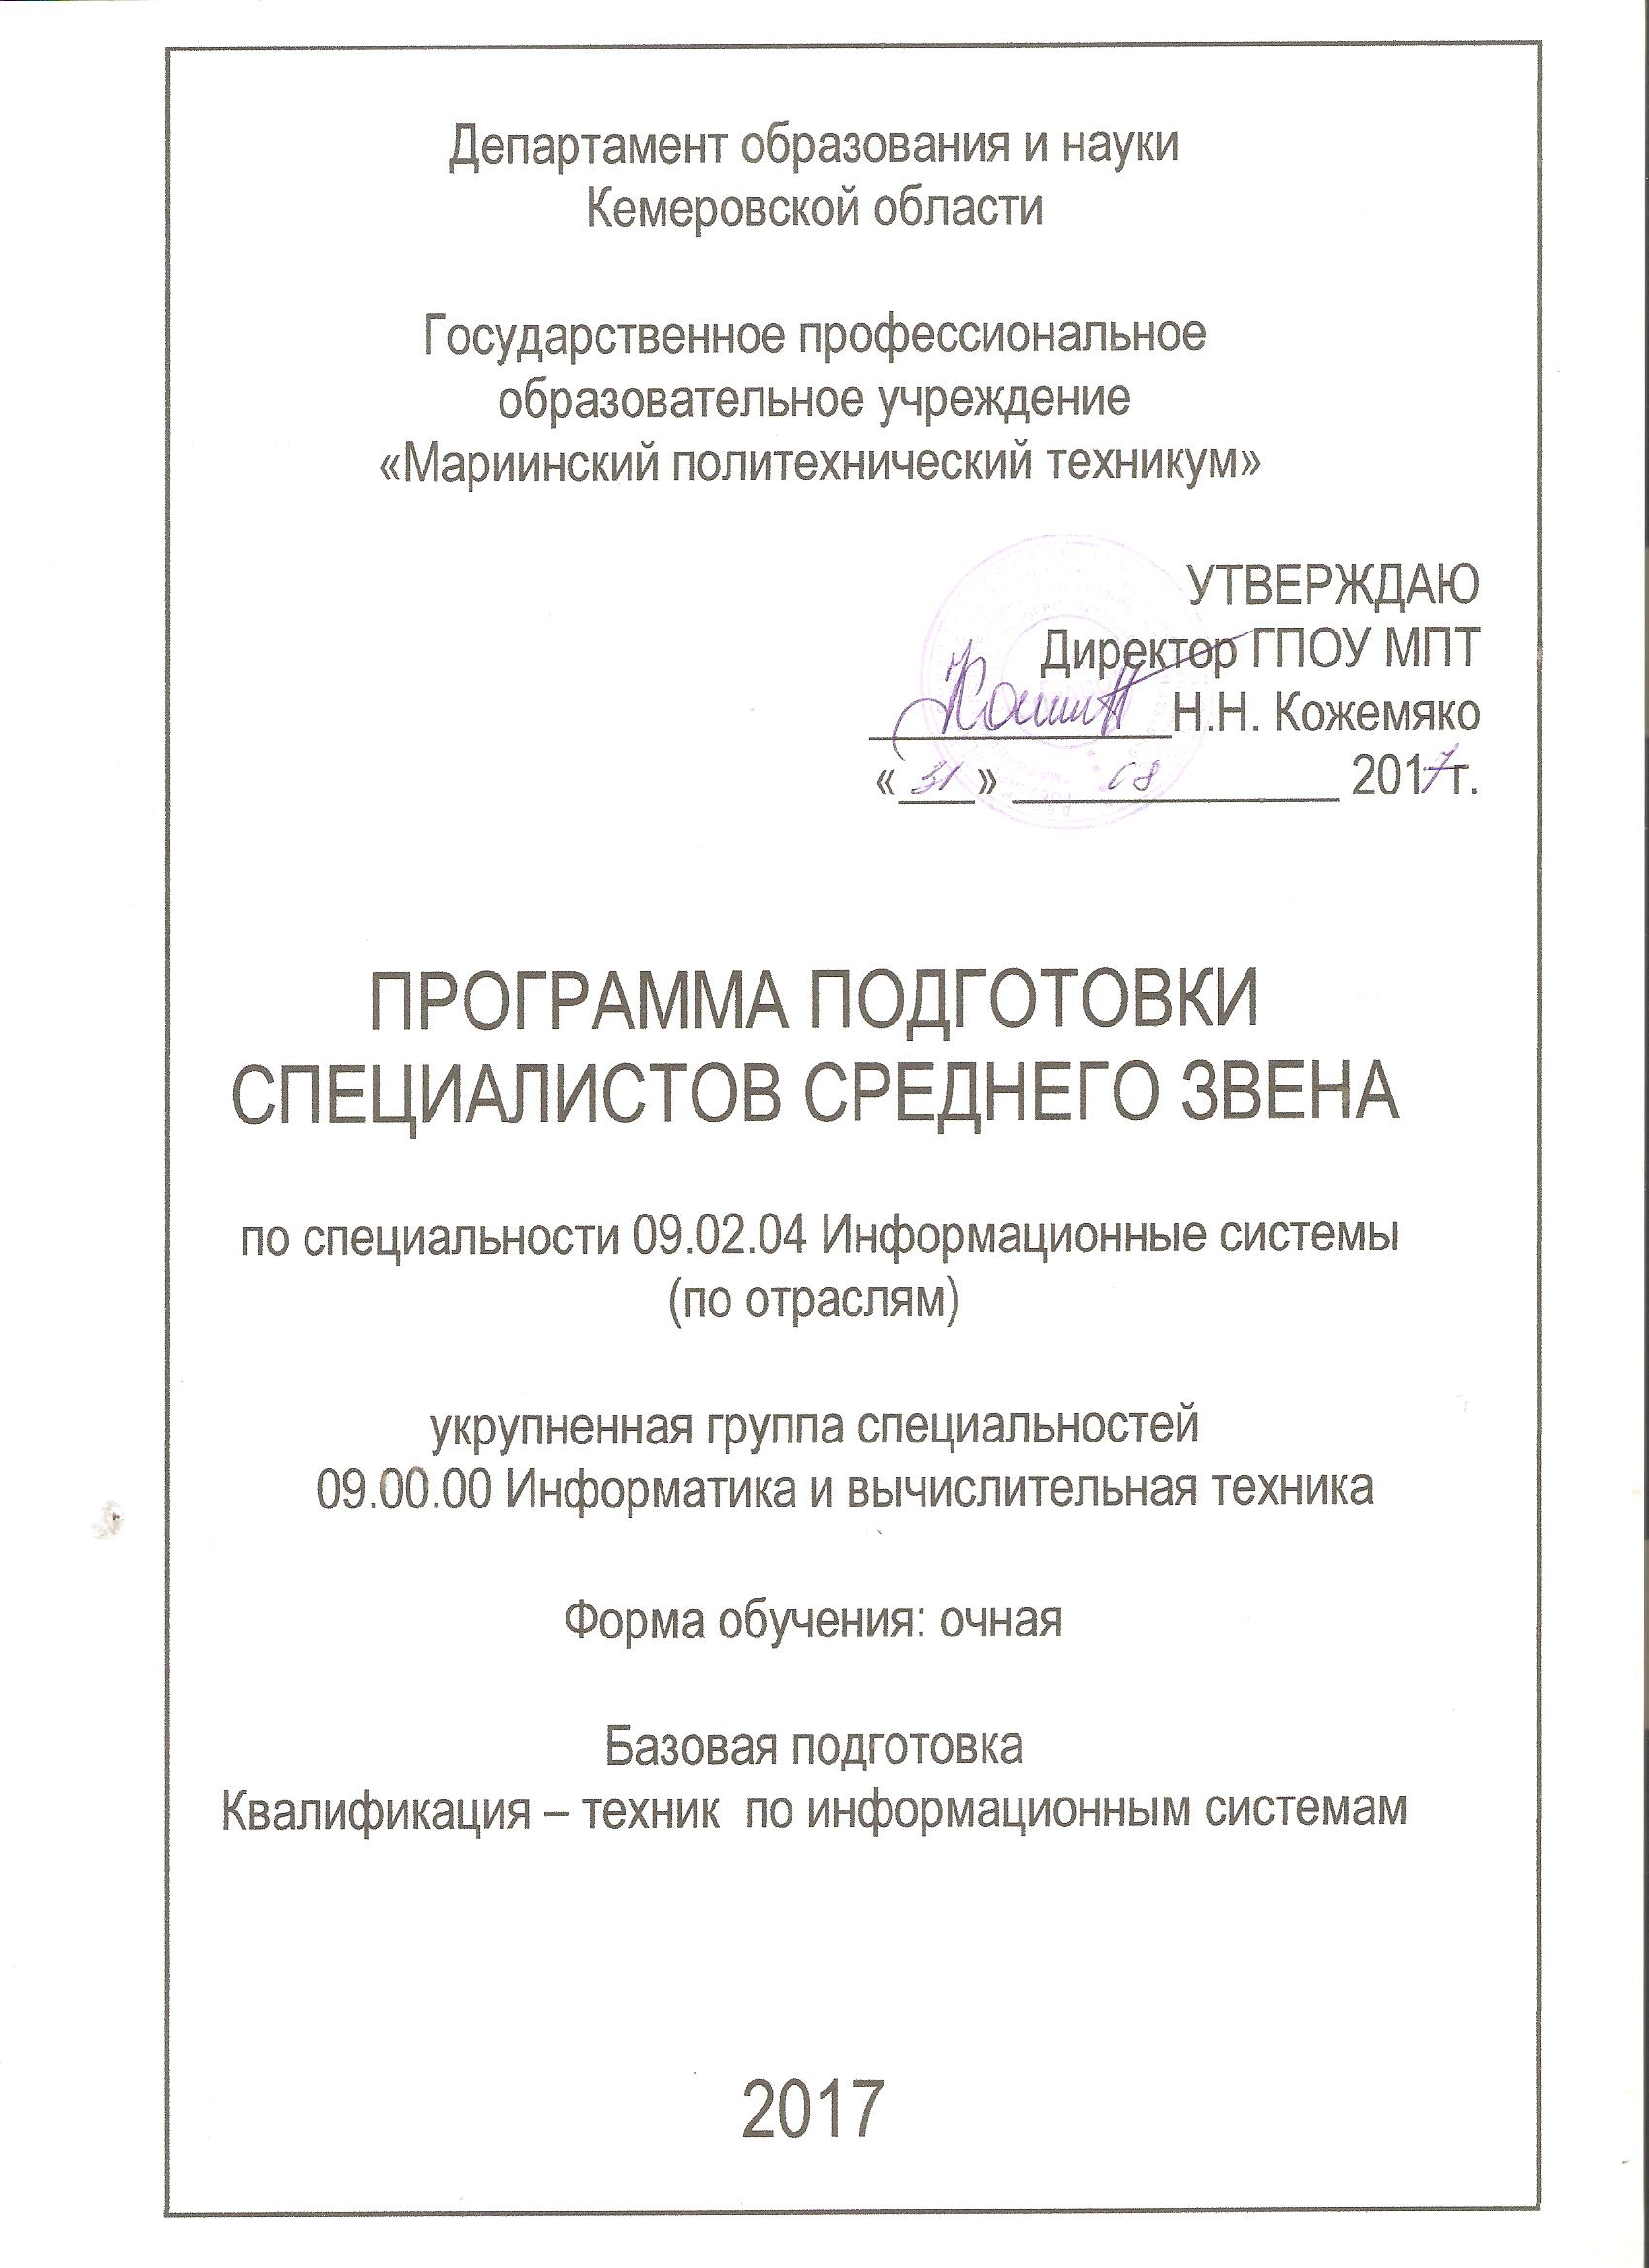 Департамент образования и науки
Кемеровской области
Государственное профессиональное
образовательное учреждение
«Мариинский политехнический техникум»
УТВЕРЖДАЮ
Директор ГПОУ МПТ
Н.Н. Кожемяко
«31» 08 2017г.
ПРОГРАММА ПОДГОТОВКИ
СПЕЦИАЛИСТОВ СРЕДНЕГО ЗВЕНА
по специальности 09.02.04 Информационные системы
(по отраслям)
укрупненная группа специальностей
09.00.00 Информатика и вычислительная техника
Форма обучения: очная
Базовая подготовка
Квалификация – техник по информационным системам
2017